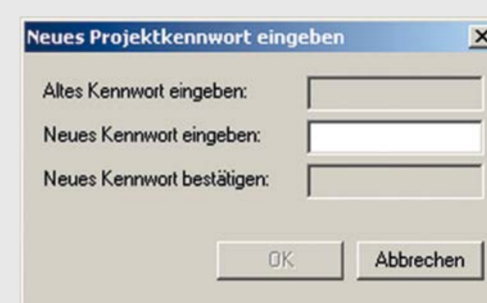 Neues Projektkennwort eingeben
Altes Kennwort eingeben:
Neues Kennwort eingeben:
Neues Kennwort bestätigen:
OK Abbrechen